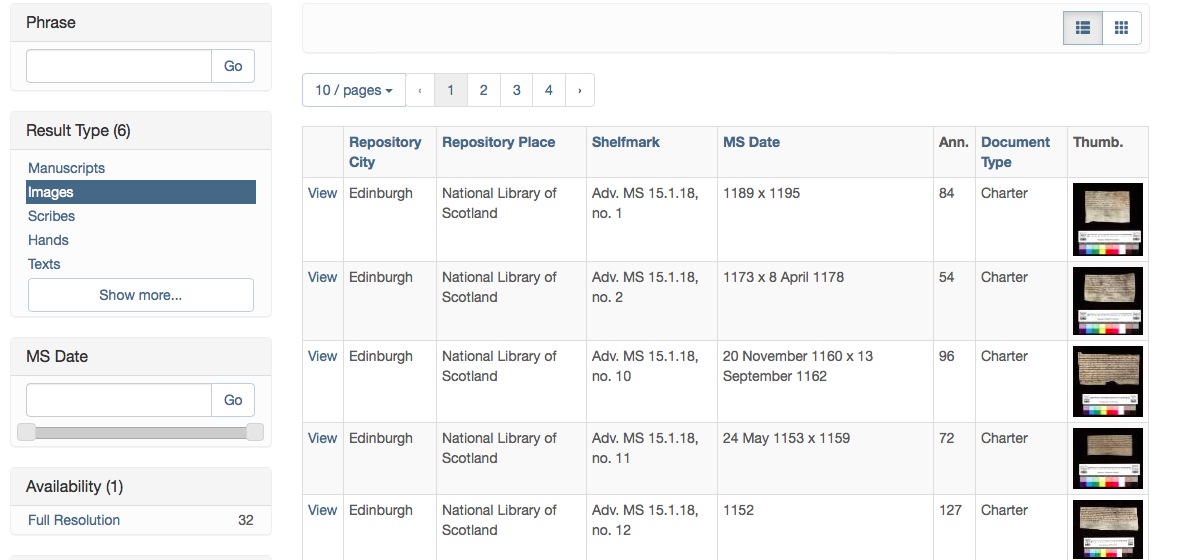 Phrase
Go
Result Type (6)
Manuscripts
Images
Scribes
Hands
Texts
Show more...
MS Date
Go
Availability (1)
Full Resolution 32
10 / pages ‹ 1 2 3 4 ›
Repository City Repository Place Shelfmark MS Date Ann. Document Type Thumb.
View Edinburgh National Library of Scotland Adv. MS 15.1.18, no. 1 1189 x 1195 84 Charter
View Edinburgh National Library of Scotland Adv. MS 15.1.18, no. 2 1173 x 8 April 1178 54 Charter
View Edinburgh National Library of Scotland Adv. MS 15.1.18, no. 10 20 November 1160 x 13 September 1162 96 Charter
View Edinburgh National Library of Scotland Adv. MS 15.1.18, no. 11 24 May 1153 x 1159 72 Charter
View Edinburgh National Library of Scotland Adv. MS 15.1.18, no. 12 1152 127 Charter